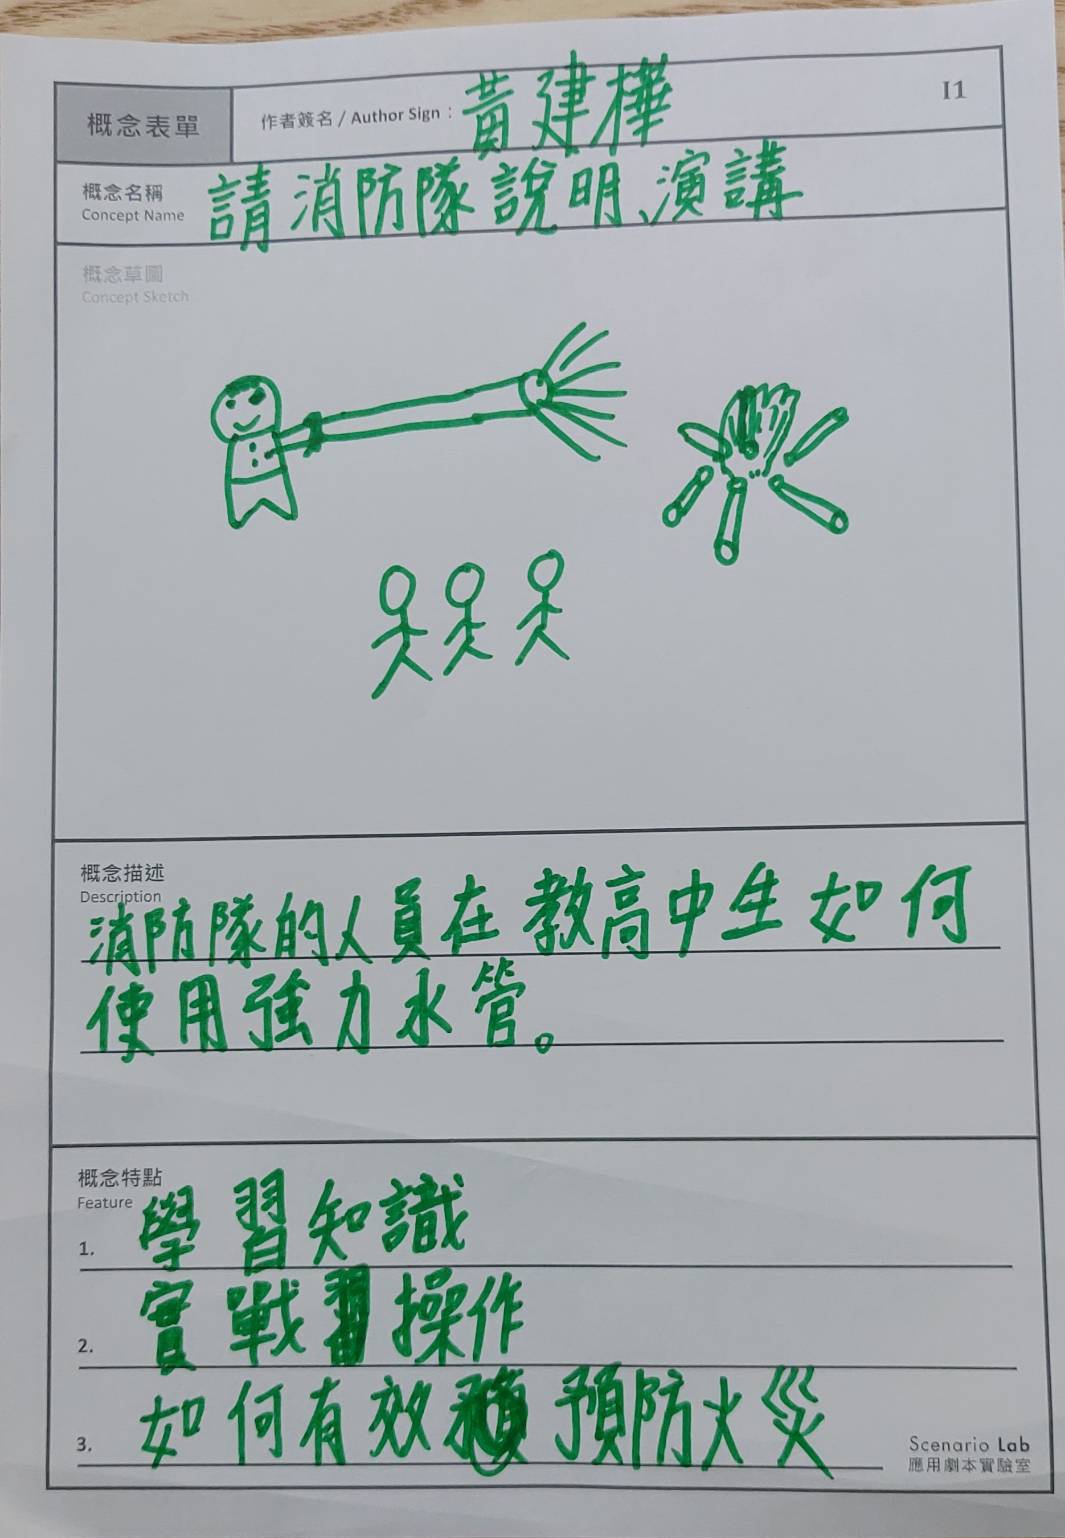 I1
概念表單
作者簽名 / Author Sign：黃建樺
概念名稱
Concept Name
請消防隊說明、演講
概念草圖
Concept Sketch
概念描述
Description
消防隊的人員在教高中生如何
使用強力水管。
概念特點
Feature
1. 學習知識
2. 實戰操作
3. 如何有效預防火災
Scenario Lab
應用劇本實驗室